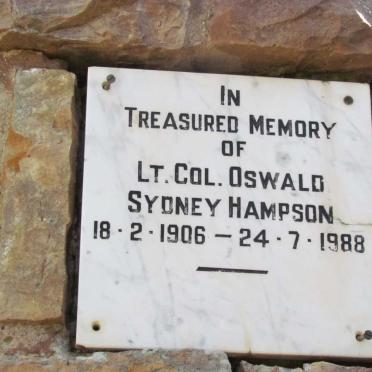 IN
TREASURED MEMORY
OF
LT. COL. OSWALD
SYDNEY HAMPSON
18 · 2 · 1906 — 24 · 7 · 1988